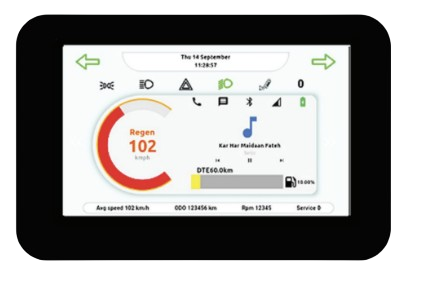 Thu 14 September
11:28:57
0
Regen
102
kmph
Kar Har Maidaan Fateh
DTE60.0km
10.00%
Avg speed 102 km/h ODO 123456 km Rpm 12345 Service 0